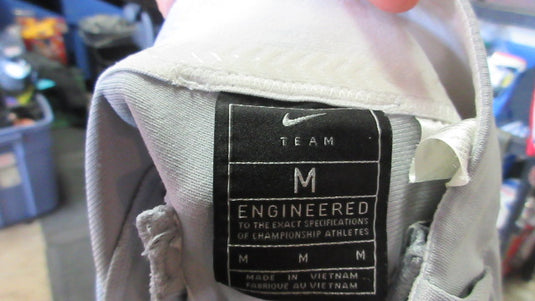 TEAM
M
ENGINEERED
TO THE EXACT SPECIFICATIONS
OF CHAMPIONSHIP ATHLETES
M M M
MADE IN VIETNAM
FABRIQUE AU VIETNAM